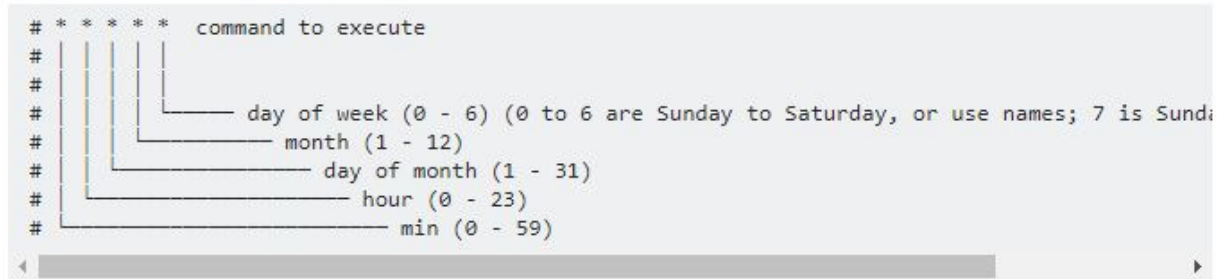 # * * * * *  command to execute
# │ │ │ │ │
# │ │ │ │ │
# │ │ │ │ └───── day of week (0 - 6) (0 to 6 are Sunday to Saturday, or use names; 7 is Sunda
# │ │ │ └────────── month (1 - 12)
# │ │ └─────────────── day of month (1 - 31)
# │ └──────────────────── hour (0 - 23)
# └───────────────────────── min (0 - 59)